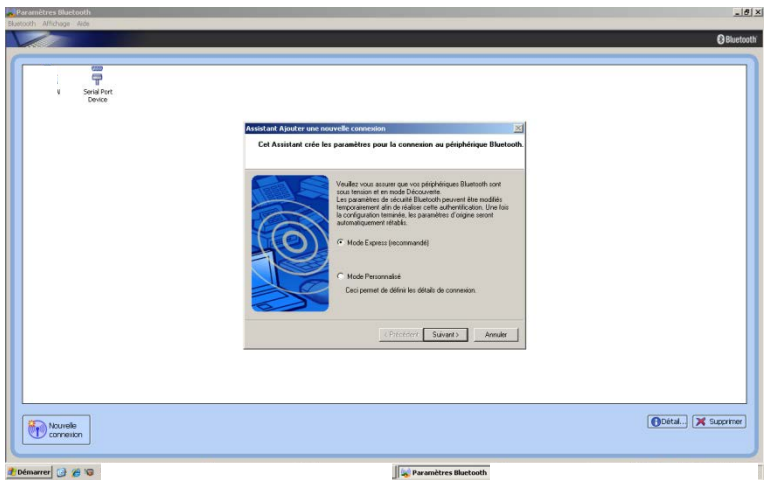 Paramètres Bluetooth
Bluetooth Affichage Aide
Bluetooth
Serial Port
Device
Assistant Ajouter une nouvelle connexion
Cet Assistant crée les paramètres pour la connexion au périphérique Bluetooth.
Veuillez vous assurer que vos périphériques Bluetooth sont
sous tension et en mode Découverte.
Les paramètres de sécurité Bluetooth peuvent être modifiés
temporairement afin de réaliser cette authentification. Une fois
la configuration terminée, les paramètres d'origine seront
automatiquement rétablis.
Mode Express (recommandé)
Mode Personnalisé
Ceci permet de définir les détails de connexion.
< Précédent Suivant > Annuler
Nouvelle
connexion
Détail... Supprimer
Démarrer
Paramètres Bluetooth